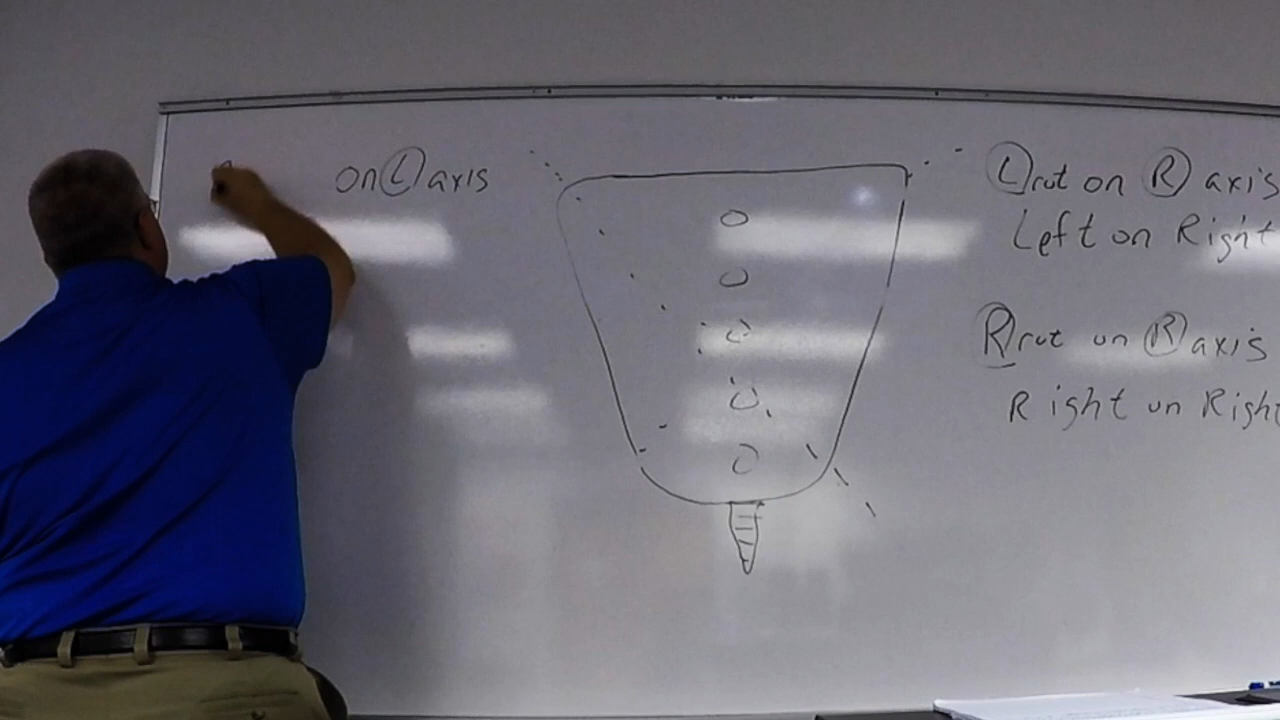 on L axis
L rot on R axis
Left on Right
R rot on R axis
Right on Right